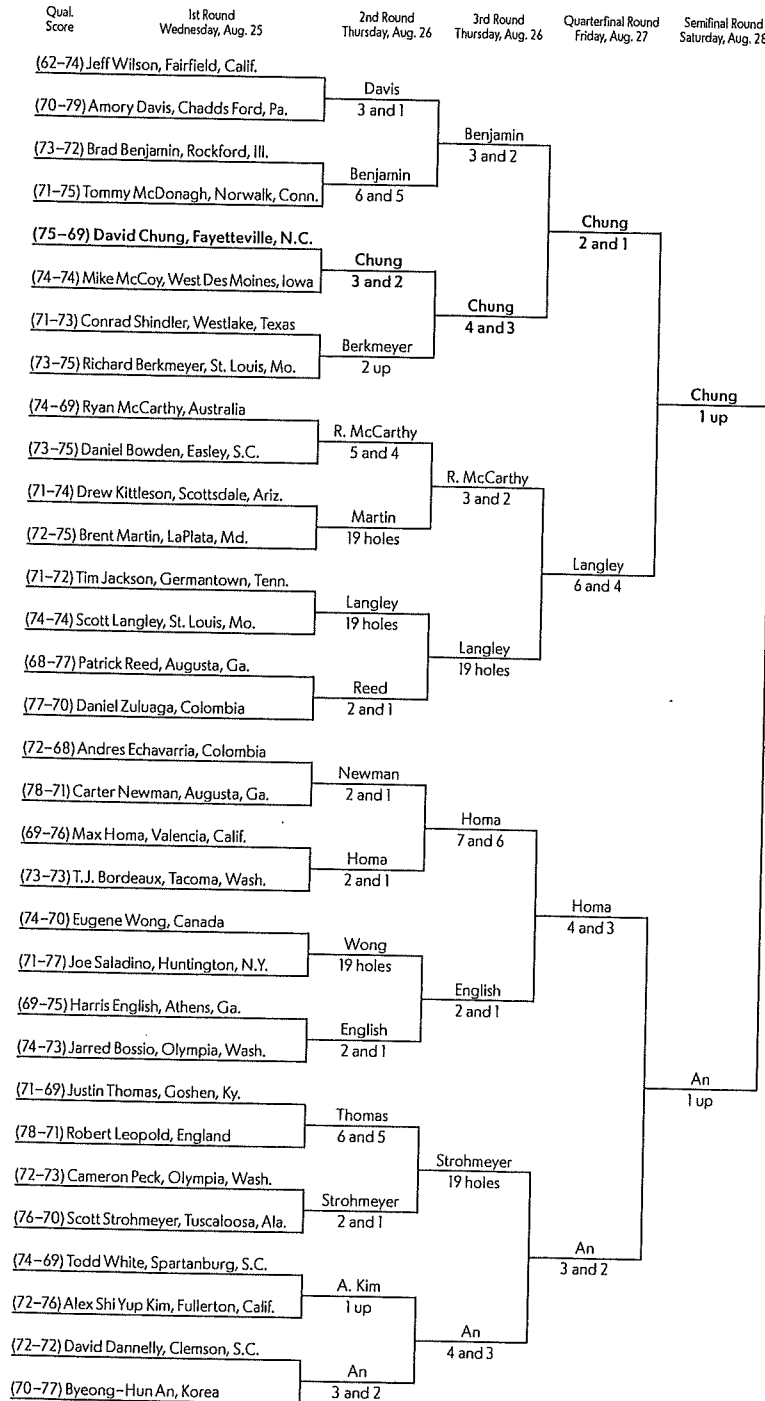 Qual. Score
1st Round Wednesday, Aug. 25
2nd Round Thursday, Aug. 26
3rd Round Thursday, Aug. 26
Quarterfinal Round Friday, Aug. 27
Semifinal Round Saturday, Aug. 28
(62–74) Jeff Wilson, Fairfield, Calif.
Davis
3 and 1
(70–79) Amory Davis, Chadds Ford, Pa.
Benjamin
3 and 2
(73–72) Brad Benjamin, Rockford, Ill.
Benjamin
6 and 5
(71–75) Tommy McDonagh, Norwalk, Conn.
Chung
2 and 1
(75–69) David Chung, Fayetteville, N.C.
Chung
3 and 2
(74–74) Mike McCoy, West Des Moines, Iowa
Chung
4 and 3
(71–73) Conrad Shindler, Westlake, Texas
Berkmeyer
2 up
(73–75) Richard Berkmeyer, St. Louis, Mo.
Chung
1 up
(74–69) Ryan McCarthy, Australia
R. McCarthy
5 and 4
(73–75) Daniel Bowden, Easley, S.C.
R. McCarthy
3 and 2
(71–74) Drew Kittleson, Scottsdale, Ariz.
Martin
19 holes
(72–75) Brent Martin, LaPlata, Md.
Langley
6 and 4
(71–72) Tim Jackson, Germantown, Tenn.
Langley
19 holes
(74–74) Scott Langley, St. Louis, Mo.
Langley
19 holes
(68–77) Patrick Reed, Augusta, Ga.
Reed
2 and 1
(77–70) Daniel Zuluaga, Colombia
(72–68) Andres Echavarria, Colombia
Newman
2 and 1
(78–71) Carter Newman, Augusta, Ga.
Homa
7 and 6
(69–76) Max Homa, Valencia, Calif.
Homa
2 and 1
(73–73) T.J. Bordeaux, Tacoma, Wash.
Homa
4 and 3
(74–70) Eugene Wong, Canada
Wong
19 holes
(71–77) Joe Saladino, Huntington, N.Y.
English
2 and 1
(69–75) Harris English, Athens, Ga.
English
2 and 1
(74–73) Jarred Bossio, Olympia, Wash.
An
1 up
(71–69) Justin Thomas, Goshen, Ky.
Thomas
6 and 5
(78–71) Robert Leopold, England
Strohmeyer
19 holes
(72–73) Cameron Peck, Olympia, Wash.
Strohmeyer
2 and 1
(76–70) Scott Strohmeyer, Tuscaloosa, Ala.
An
3 and 2
(74–69) Todd White, Spartanburg, S.C.
A. Kim
1 up
(72–76) Alex Shi Yup Kim, Fullerton, Calif.
An
4 and 3
(72–72) David Dannelly, Clemson, S.C.
An
3 and 2
(70–77) Byeong–Hun An, Korea